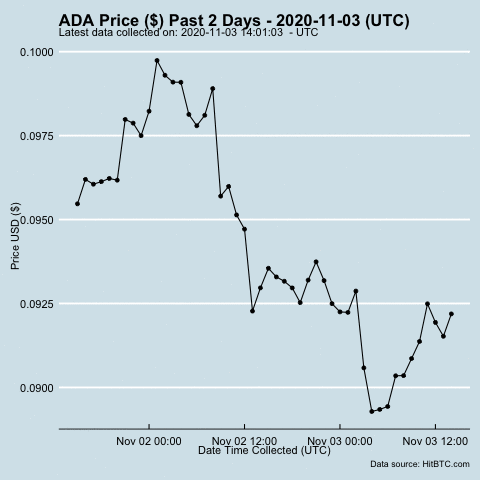 ADA Price ($) Past 2 Days - 2020-11-03 (UTC)
Latest data collected on: 2020-11-03 14:01:03  - UTC
0.1000
0.0975
0.0950
0.0925
0.0900
Price USD ($)
Nov 02 00:00 Nov 02 12:00 Nov 03 00:00 Nov 03 12:00
Date Time Collected (UTC)
Data source: HitBTC.com